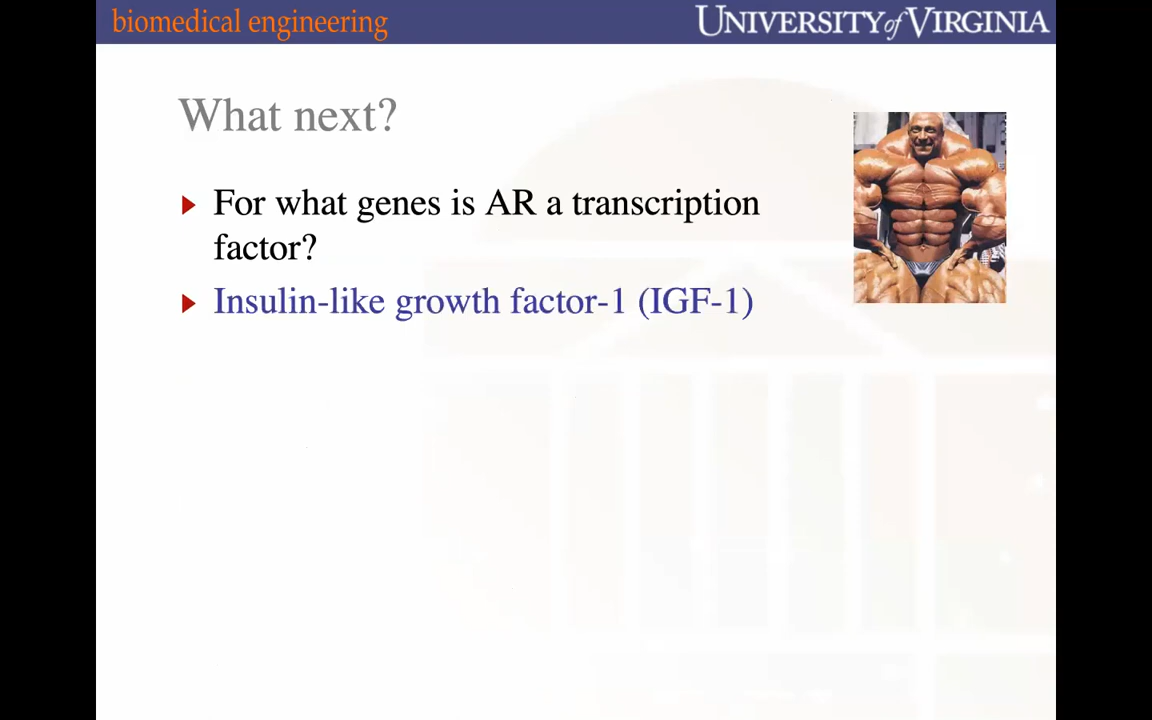 biomedical engineering
UNIVERSITY of VIRGINIA
What next?
For what genes is AR a transcription
factor?
Insulin-like growth factor-1 (IGF-1)